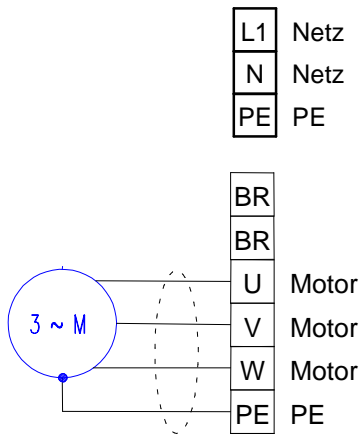 L1 Netz
N Netz
PE PE
BR
BR
U Motor
3 ~ M V Motor
W Motor
PE PE